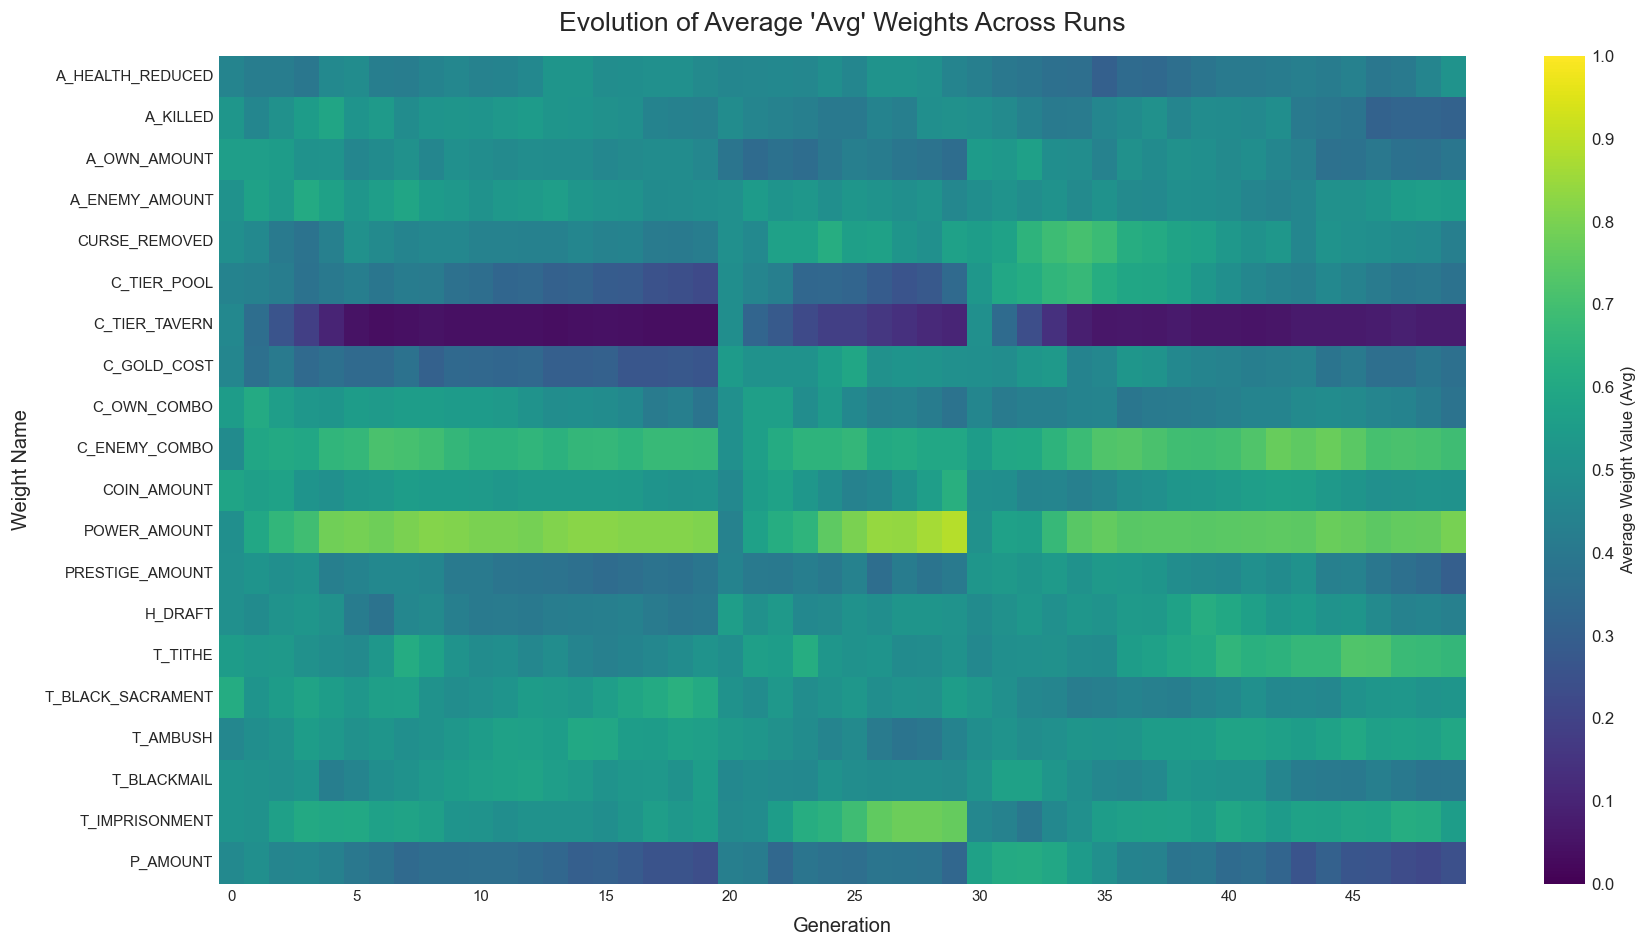 Evolution of Average 'Avg' Weights Across Runs
Weight Name
A_HEALTH_REDUCED
A_KILLED
A_OWN_AMOUNT
A_ENEMY_AMOUNT
CURSE_REMOVED
C_TIER_POOL
C_TIER_TAVERN
C_GOLD_COST
C_OWN_COMBO
C_ENEMY_COMBO
COIN_AMOUNT
POWER_AMOUNT
PRESTIGE_AMOUNT
H_DRAFT
T_TITHE
T_BLACK_SACRAMENT
T_AMBUSH
T_BLACKMAIL
T_IMPRISONMENT
P_AMOUNT
0 5 10 15 20 25 30 35 40 45
Generation
1.0
0.9
0.8
0.7
0.6
0.5
0.4
0.3
0.2
0.1
0.0
Average Weight Value (Avg)